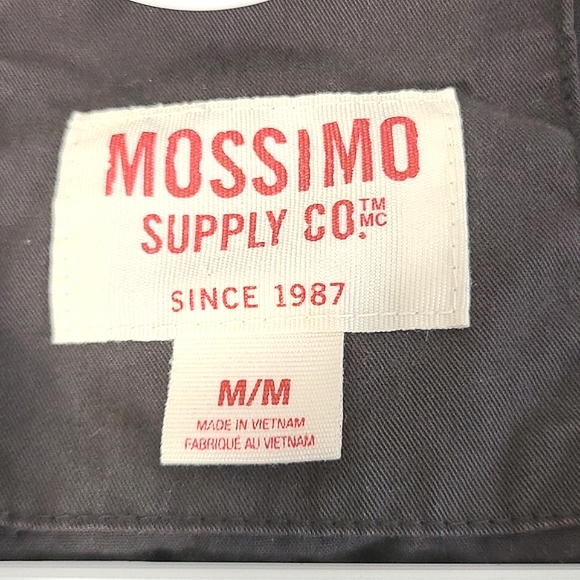 MOSSIMO
SUPPLY CO.™ MC
SINCE 1987
M/M
MADE IN VIETNAM
FABRIQUÉ AU VIETNAM